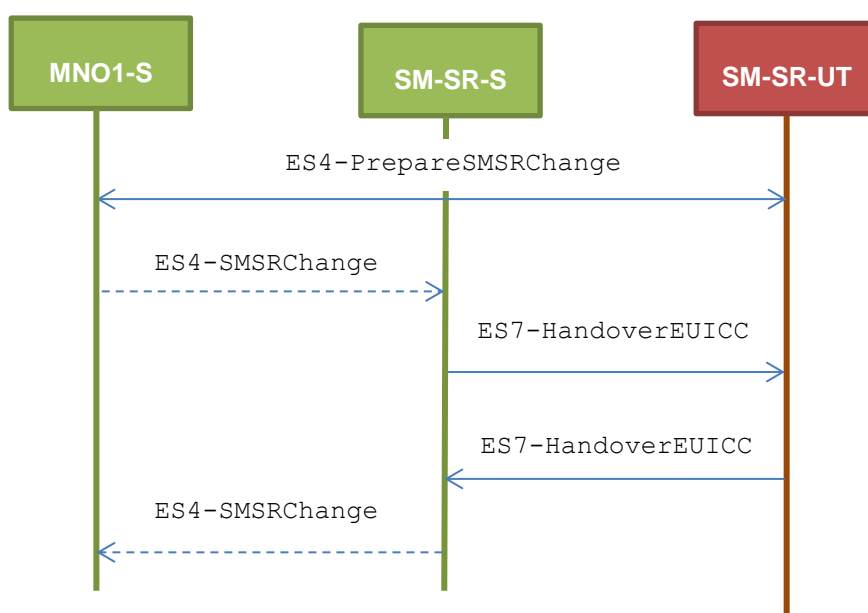 MNO1-S
SM-SR-S
SM-SR-UT
ES4-PrepareSMSRChange
ES4-SMSRChange
ES7-HandoverEUICC
ES7-HandoverEUICC
ES4-SMSRChange